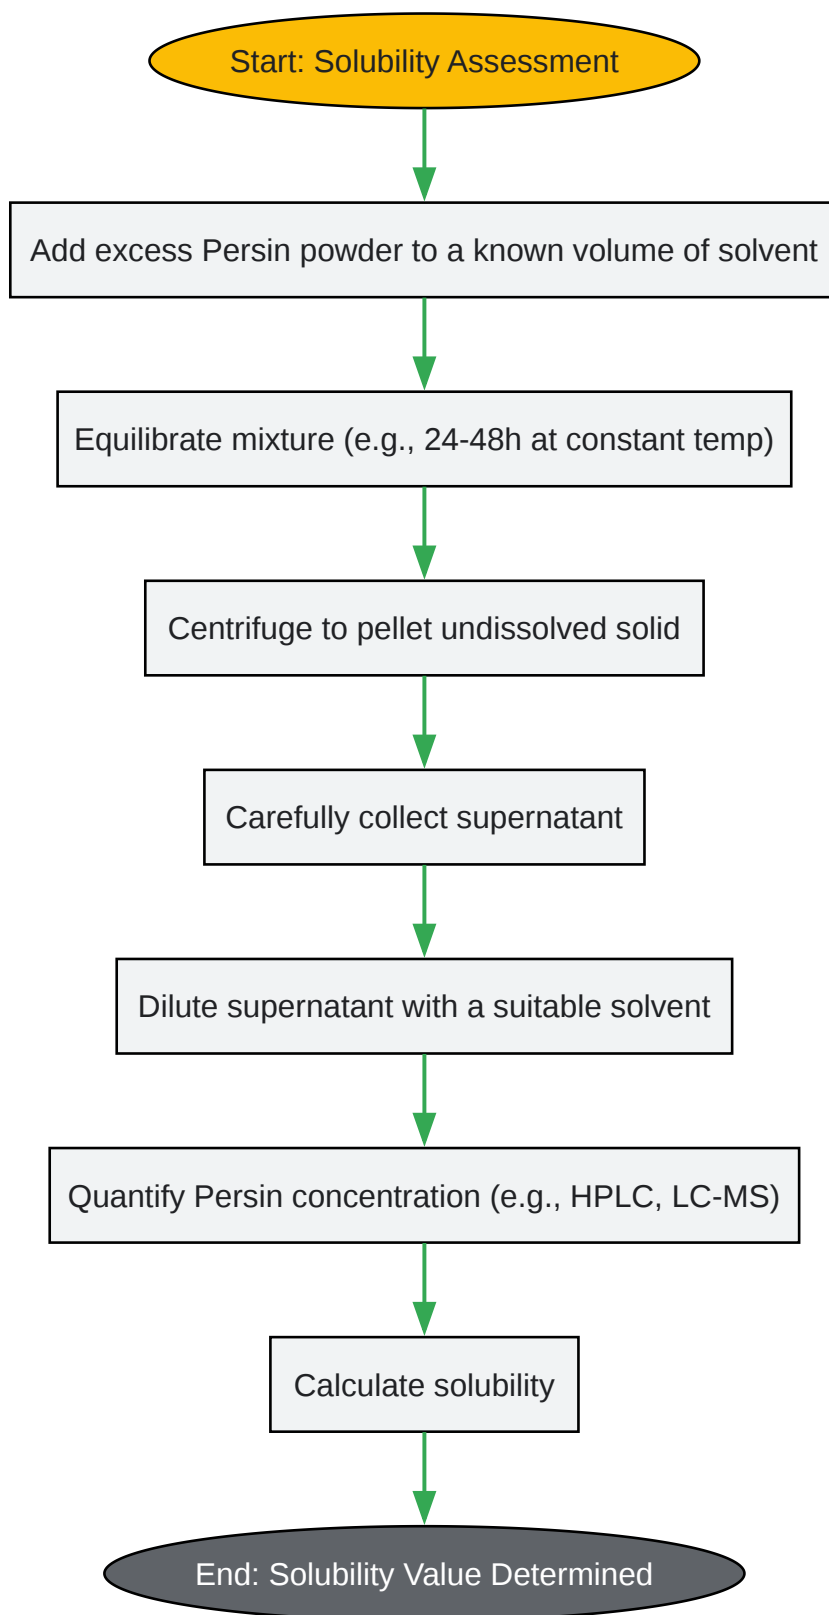 Start: Solubility Assessment
Add excess Persin powder to a known volume of solvent
Equilibrate mixture (e.g., 24-48h at constant temp)
Centrifuge to pellet undissolved solid
Carefully collect supernatant
Dilute supernatant with a suitable solvent
Quantify Persin concentration (e.g., HPLC, LC-MS)
Calculate solubility
End: Solubility Value Determined